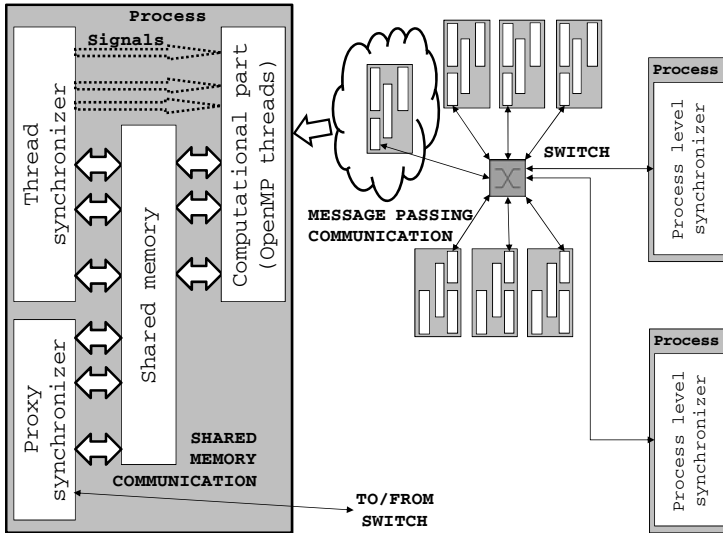 Process
Signals
Thread
synchronizer
Computational part
(OpenMP threads)
Shared memory
Proxy
synchronizer
SHARED
MEMORY
COMMUNICATION
TO/FROM
SWITCH
MESSAGE PASSING
COMMUNICATION
SWITCH
Process
Process level
synchronizer
Process
Process level
synchronizer